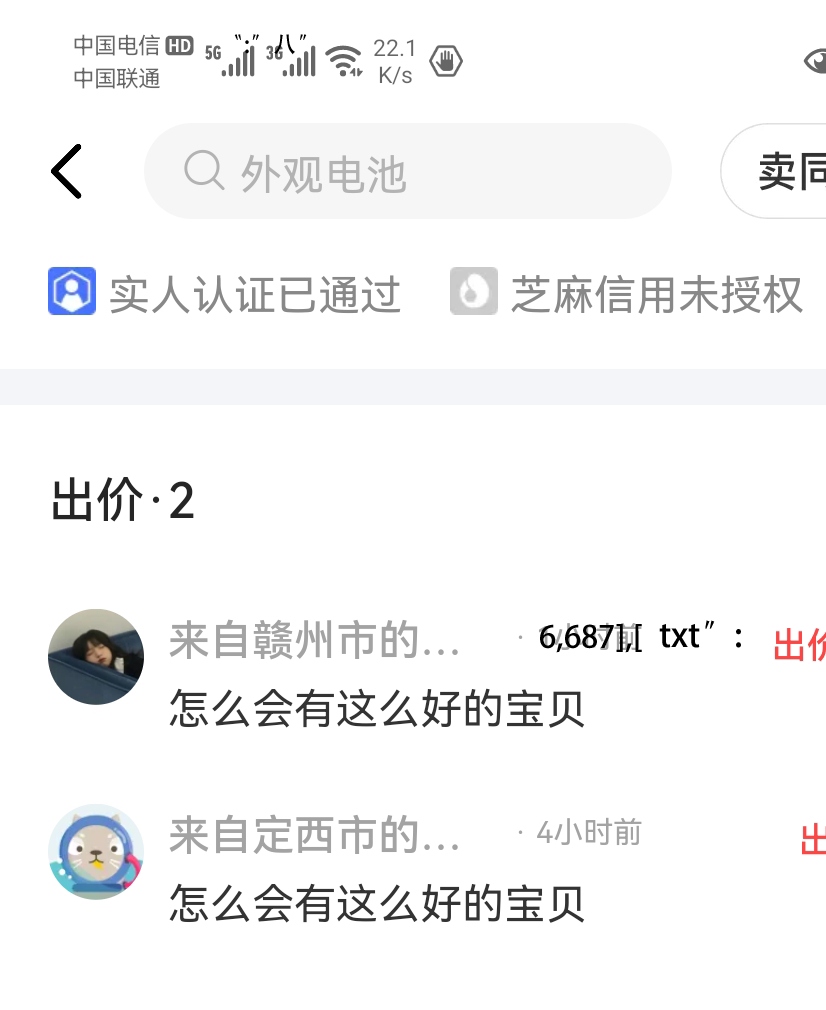 中国电信 HD 5G ":" 3G 八" 22.1
中国联通 K/s
外观电池
卖同
实人认证已通过 芝麻信用未授权
出价·2
来自赣州市的... · 6,687],[ txt" : 出价
怎么会有这么好的宝贝
来自定西市的... · 4小时前 出
怎么会有这么好的宝贝